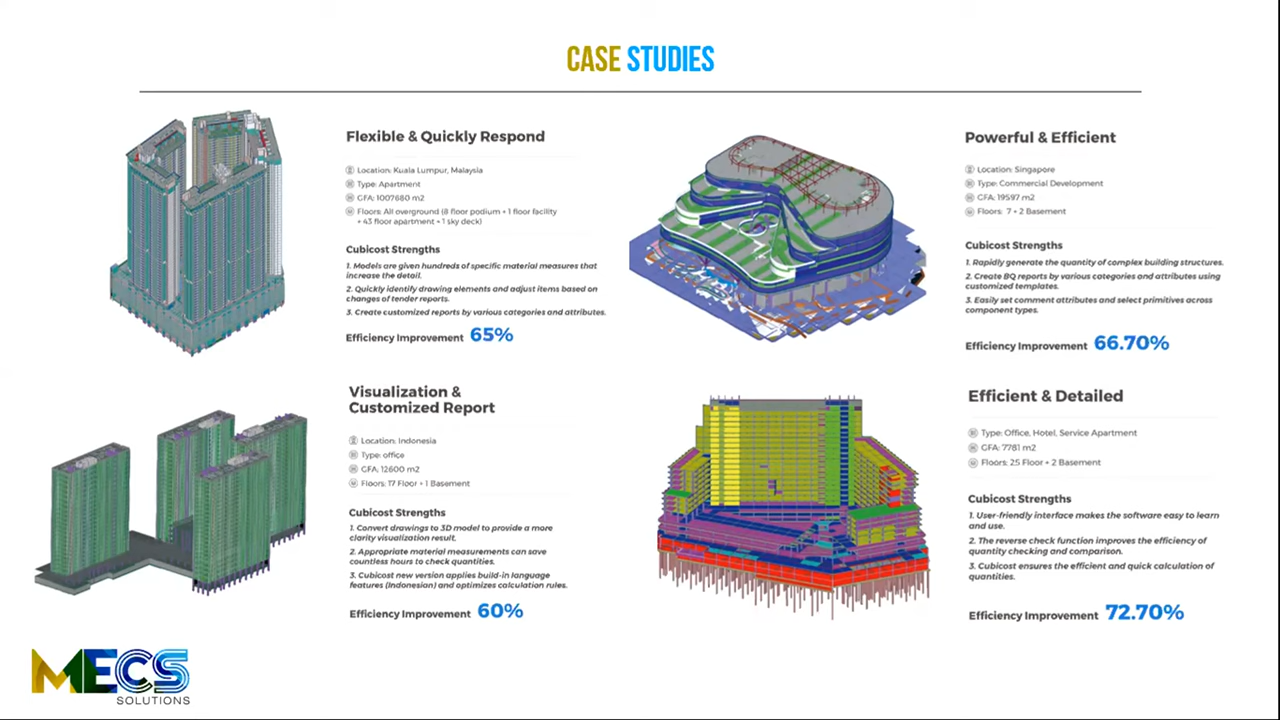 CASE STUDIES
Flexible & Quickly Respond
Location: Kuala Lumpur, Malaysia
Type: Apartment
GFA: 1007680 m2
Floors: All overground (8 floor podium + 1 floor facility
+ 43 floor apartment + 1 sky deck)
Cubicost Strengths
1. Models are given hundreds of specific material measures that
increase the detail.
2. Quickly identify drawing elements and adjust items based on
changes of tender reports.
3. Create customized reports by various categories and attributes.
Efficiency Improvement 65%
Powerful & Efficient
Location: Singapore
Type: Commercial Development
GFA: 19597 m2
Floors: 7 + 2 Basement
Cubicost Strengths
1. Rapidly generate the quantity of complex building structures.
2. Create BQ reports by various categories and attributes using
customized templates.
3. Easily set comment attributes and select primitives across
component types.
Efficiency Improvement 66.70%
Visualization &
Customized Report
Location: Indonesia
Type: office
GFA: 12600 m2
Floors: 17 Floor + 1 Basement
Cubicost Strengths
1. Convert drawings to 3D model to provide a more
clarity visualization result.
2. Appropriate material measurements can save
countless hours to check quantities.
3. Cubicost new version applies build-in language
features (Indonesian) and optimizes calculation rules.
Efficiency Improvement 60%
Efficient & Detailed
Type: Office, Hotel, Service Apartment
GFA: 7781 m2
Floors: 25 Floor + 2 Basement
Cubicost Strengths
1. User-friendly interface makes the software easy to learn
and use.
2. The reverse check function improves the efficiency of
quantity checking and comparison.
3. Cubicost ensures the efficient and quick calculation of
quantities.
Efficiency Improvement 72.70%
MECS
SOLUTIONS